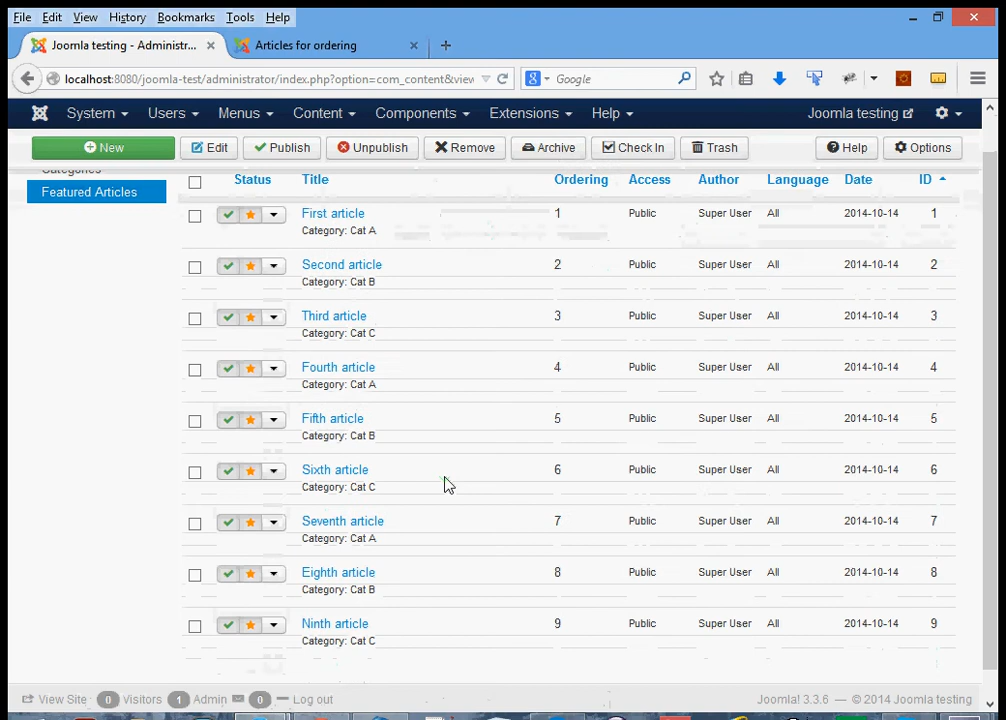 File Edit View History Bookmarks Tools Help
Joomla testing - Administr... Articles for ordering
localhost:8080/joomla-test/administrator/index.php?option=com_content&view Google
System Users Menus Content Components Extensions Help Joomla testing
New Edit Publish Unpublish Remove Archive Check In Trash Help Options
Categories
Featured Articles
Status Title Ordering Access Author Language Date ID
First article 1 Public Super User All 2014-10-14 1
Category: Cat A
Second article 2 Public Super User All 2014-10-14 2
Category: Cat B
Third article 3 Public Super User All 2014-10-14 3
Category: Cat C
Fourth article 4 Public Super User All 2014-10-14 4
Category: Cat A
Fifth article 5 Public Super User All 2014-10-14 5
Category: Cat B
Sixth article 6 Public Super User All 2014-10-14 6
Category: Cat C
Seventh article 7 Public Super User All 2014-10-14 7
Category: Cat A
Eighth article 8 Public Super User All 2014-10-14 8
Category: Cat B
Ninth article 9 Public Super User All 2014-10-14 9
Category: Cat C
View Site 0 Visitors 1 Admin 0 Log out Joomla! 3.3.6 — © 2014 Joomla testing